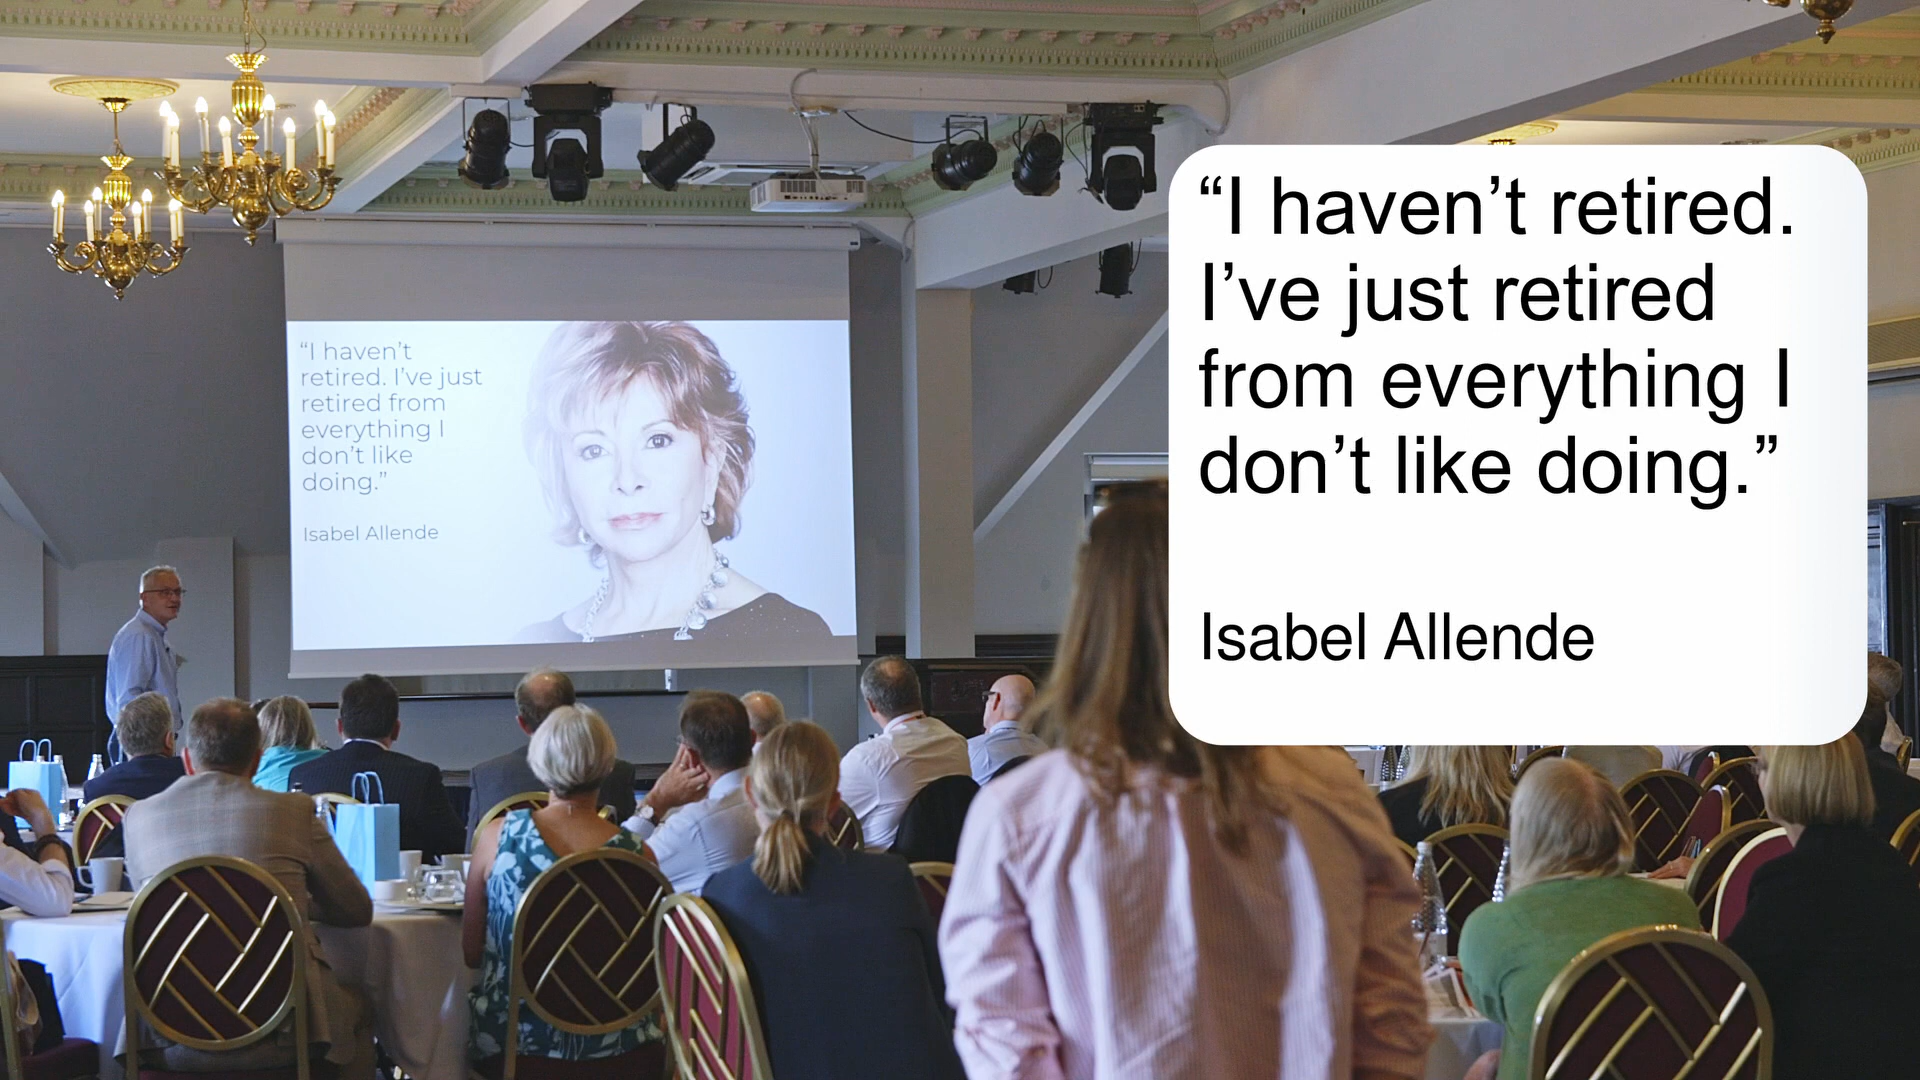 “I haven’t
retired. I’ve just
retired from
everything I
don’t like
doing.”
Isabel Allende
“I haven’t retired.
I’ve just retired
from everything I
don’t like doing.”
Isabel Allende